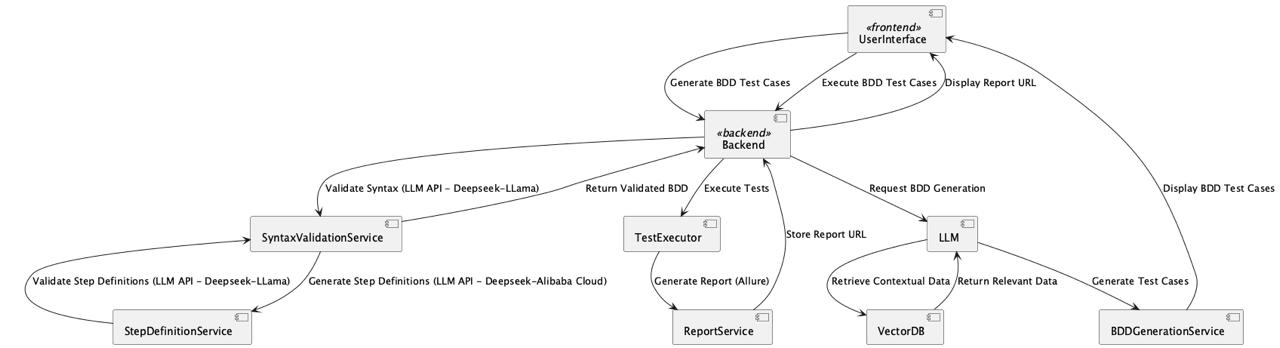 «frontend»
UserInterface
Generate BDD Test Cases
Execute BDD Test Cases
Display Report URL
«backend»
Backend
Validate Syntax (LLM API - Deepseek-LLama)
Return Validated BDD
Execute Tests
Request BDD Generation
Display BDD Test Cases
SyntaxValidationService
TestExecutor
Store Report URL
LLM
Validate Step Definitions (LLM API - Deepseek-LLama)
Generate Step Definitions (LLM API - Deepseek-Alibaba Cloud)
Generate Report (Allure)
Retrieve Contextual Data
Return Relevant Data
Generate Test Cases
StepDefinitionService
ReportService
VectorDB
BDDGenerationService